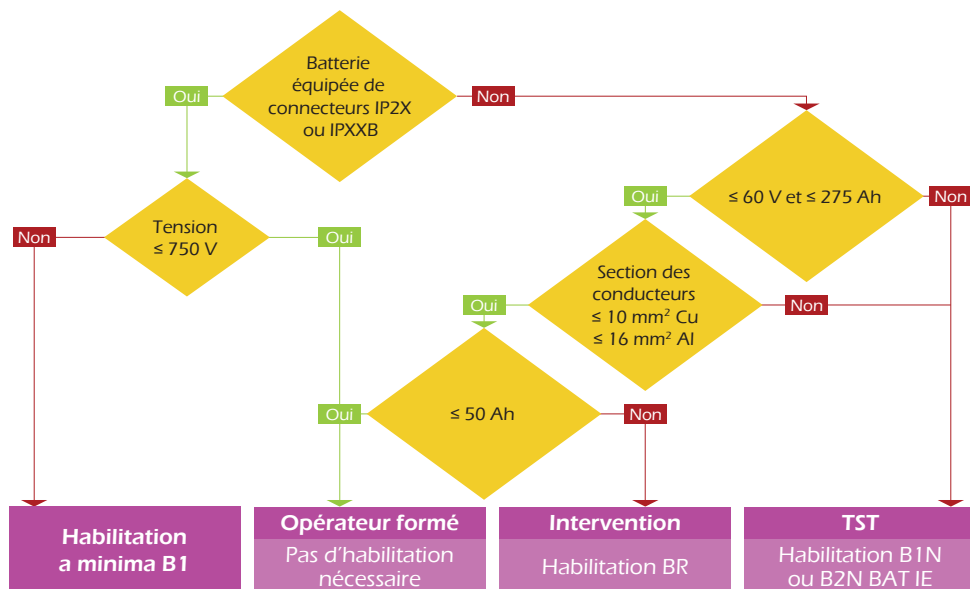 Batterie
équipée de
connecteurs IP2X
ou IPXXB
Oui
Non
Tension
≤ 750 V
Non
Oui
≤ 60 V et ≤ 275 Ah
Oui
Non
Section des
conducteurs
≤ 10 mm² Cu
≤ 16 mm² Al
Oui
Non
≤ 50 Ah
Oui
Non
Habilitation
a minima B1
Opérateur formé
Pas d’habilitation
nécessaire
Intervention
Habilitation BR
TST
Habilitation B1N
ou B2N BAT IE